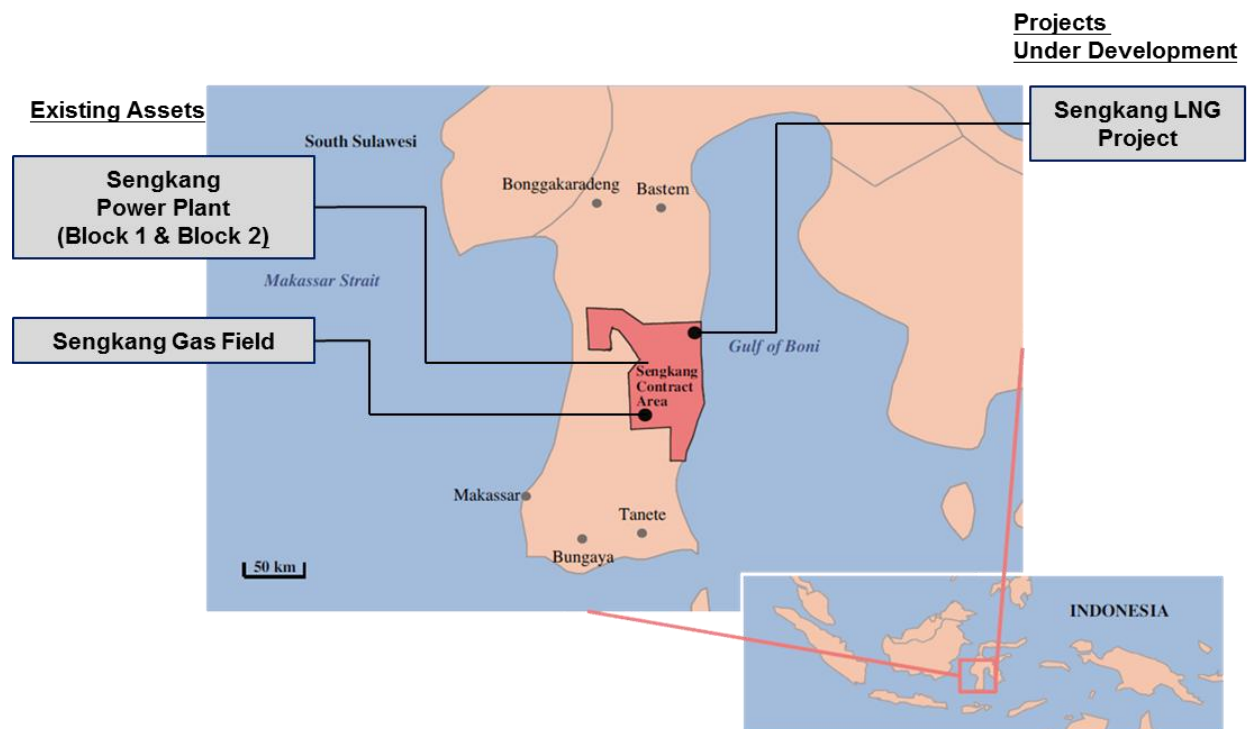 Projects
Under Development
Existing Assets
Sengkang LNG
Project
South Sulawesi
Sengkang
Power Plant
(Block 1 & Block 2)
Bonggakaradeng
Bastem
Makassar Strait
Sengkang Gas Field
Gulf of Boni
Sengkang
Contract
Area
Makassar
Tanete
Bungaya
50 km
INDONESIA